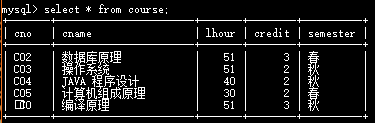 mysql> select * from course;
cno | cname | lhour | credit | semester
C02 | 数据库原理 | 51 | 3 | 春
C03 | 操作系统 | 51 | 2 | 秋
C04 | JAVA 程序设计 | 40 | 2 | 秋
C05 | 计算机组成原理 | 30 | 2 | 春
编译原理 | 51 | 3 | 秋